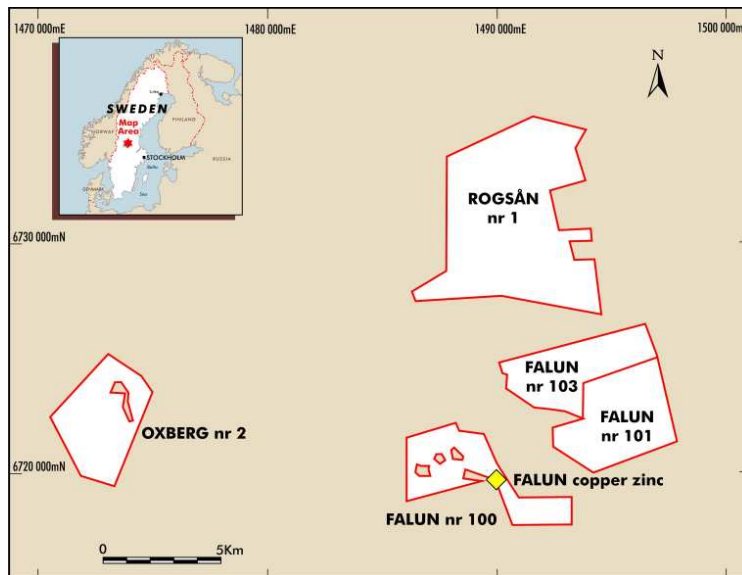 1470 000mE
1480 000mE
1490 000mE
1500 000mE
N
SWEDEN
Map
Area
NORWAY
FINLAND
STOCKHOLM
RUSSIA
DENMARK
Sea
ROGSÅN
nr 1
6730 000mN
FALUN
nr 103
FALUN
nr 101
OXBERG nr 2
6720 000mN
FALUN copper zinc
FALUN nr 100
0
5Km